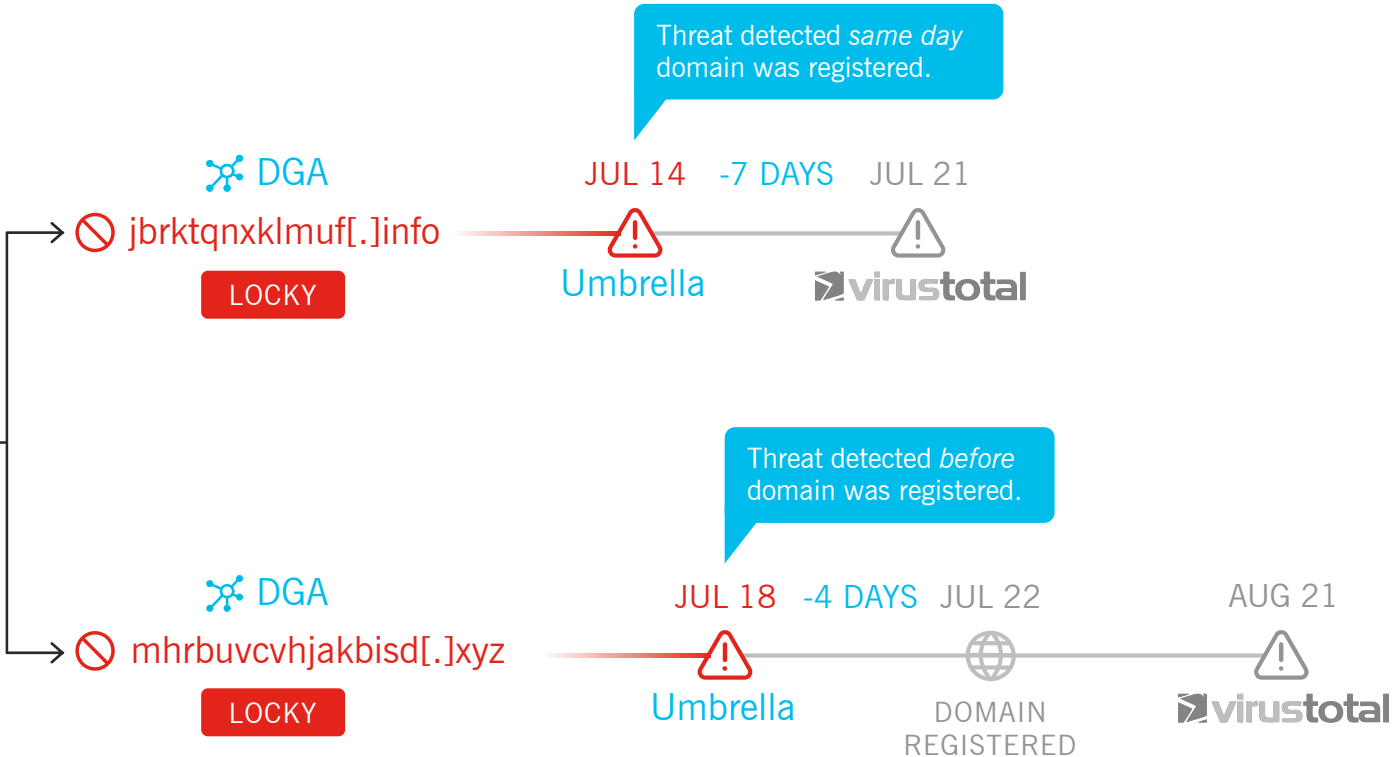 Threat detected same day
domain was registered.
DGA
JUL 14 -7 DAYS JUL 21
jbrktqnxklmuf[.]info
Umbrella
virustotal
LOCKY
Threat detected before
domain was registered.
DGA
JUL 18 -4 DAYS JUL 22 AUG 21
mhrbuvcvhjakbisd[.]xyz
Umbrella
virustotal
LOCKY
DOMAIN
REGISTERED